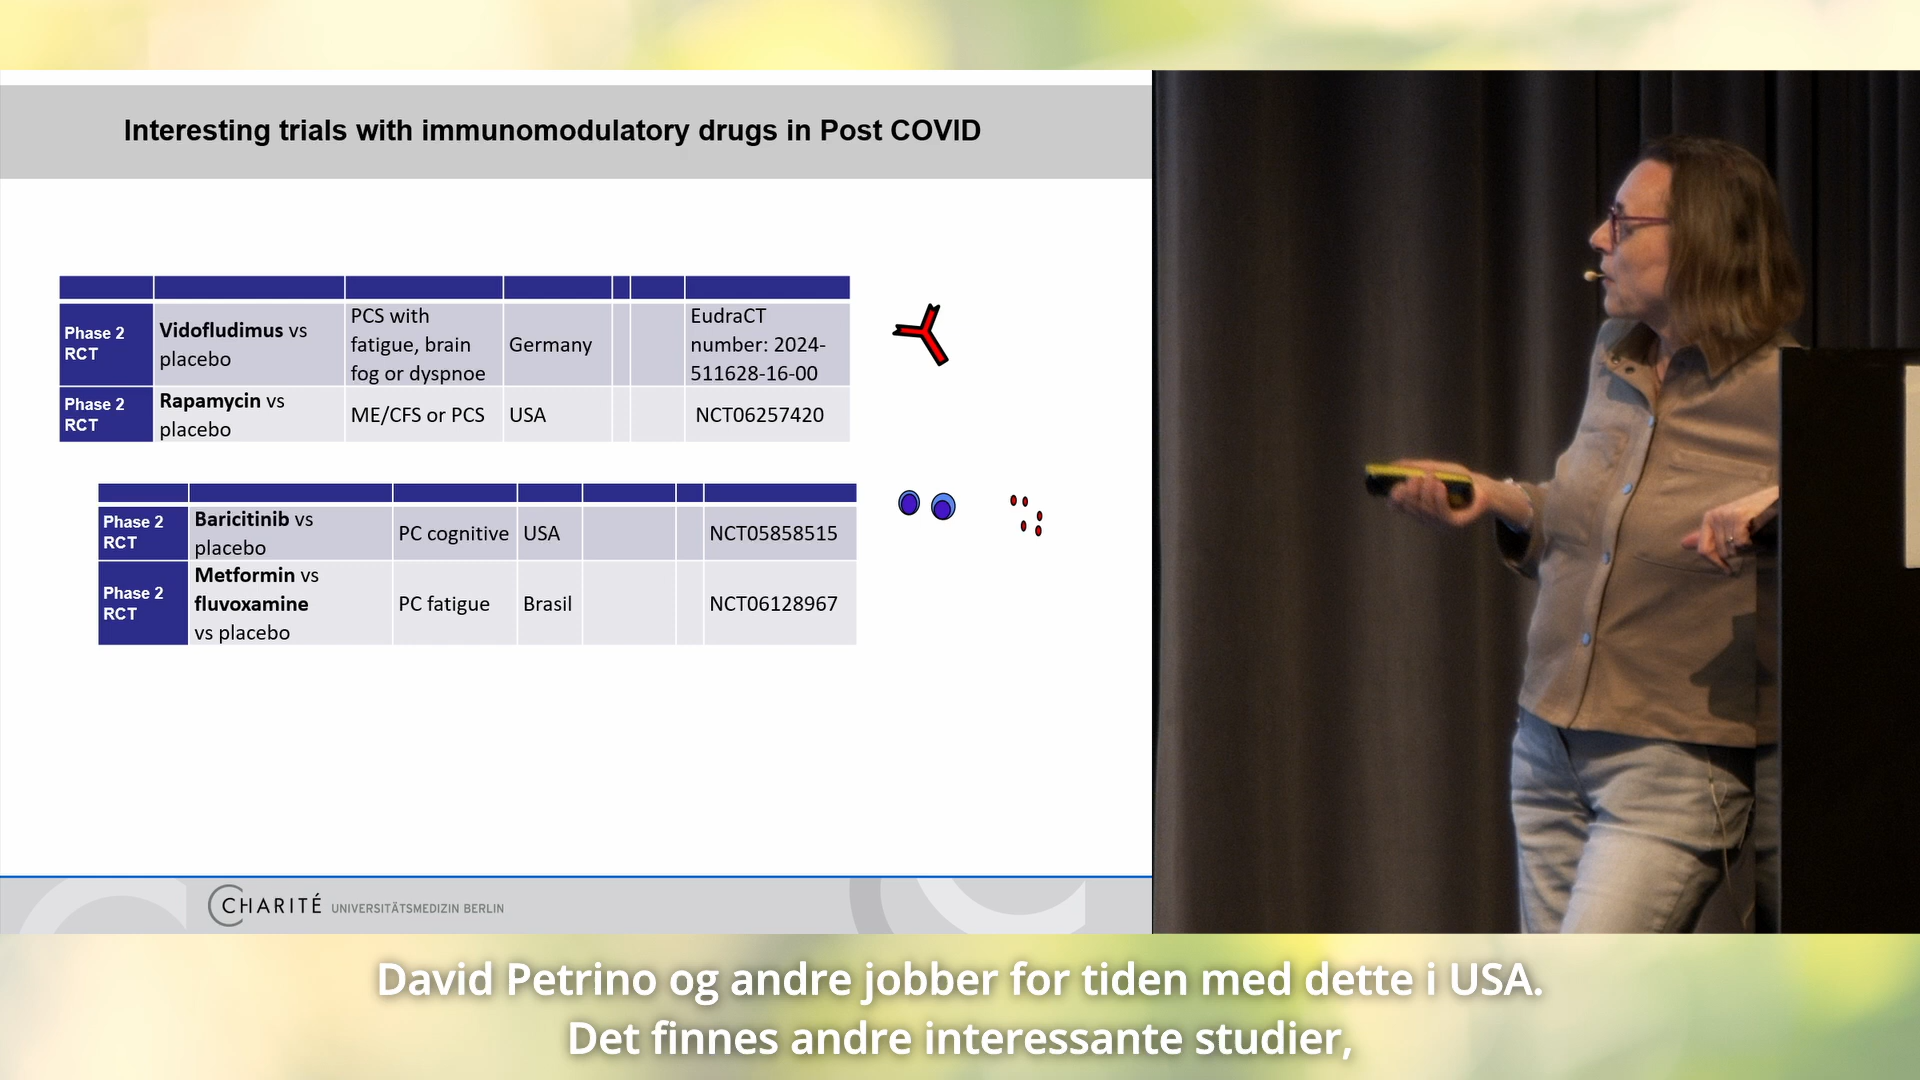 Interesting trials with immunomodulatory drugs in Post COVID
Phase 2
RCT
Vidofludimus vs
placebo
PCS with
fatigue, brain
fog or dyspnoe
Germany
EudraCT
number: 2024-
511628-16-00
Phase 2
RCT
Rapamycin vs
placebo
ME/CFS or PCS
USA
NCT06257420
Phase 2
RCT
Baricitinib vs
placebo
PC cognitive
USA
NCT05858515
Phase 2
RCT
Metformin vs
fluvoxamine
vs placebo
PC fatigue
Brasil
NCT06128967
CHARITÉ UNIVERSITÄTSMEDIZIN BERLIN
David Petrino og andre jobber for tiden med dette i USA.
Det finnes andre interessante studier,